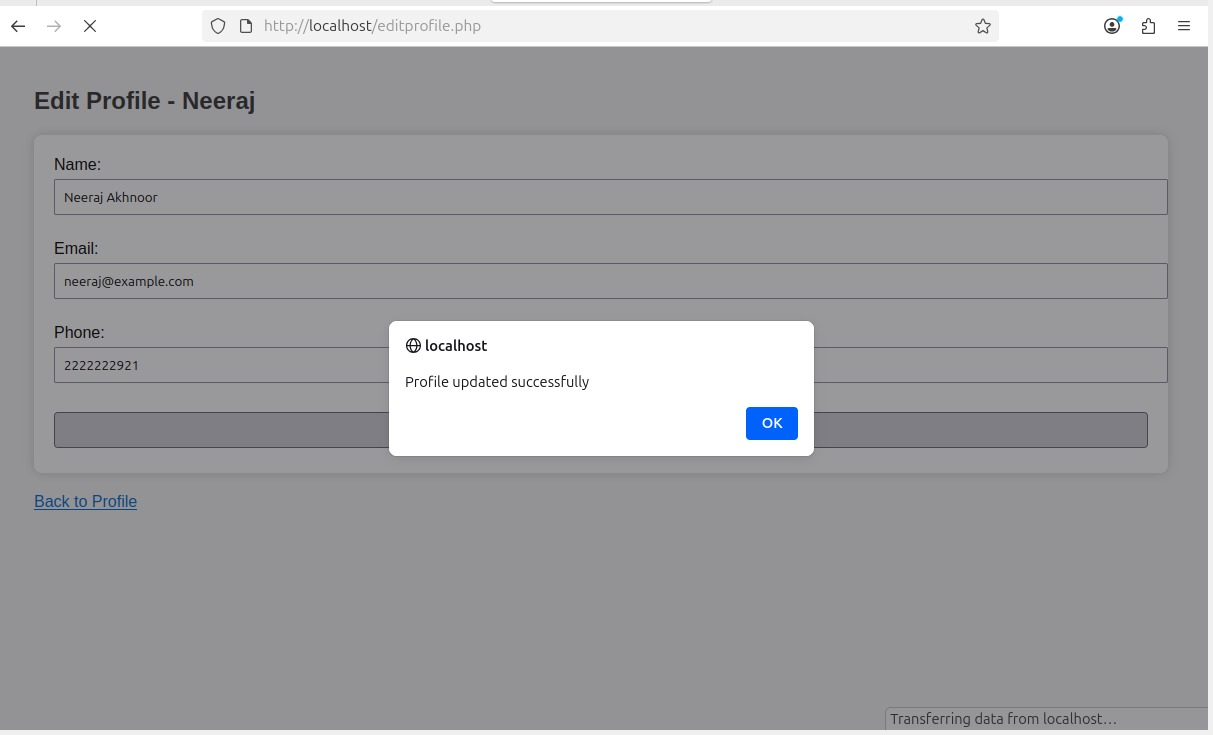 http://localhost/editprofile.php
Edit Profile - Neeraj
Name:
Neeraj Akhnoor
Email:
neeraj@example.com
Phone:
2222222921
localhost
Profile updated successfully
OK
Back to Profile
Transferring data from localhost…